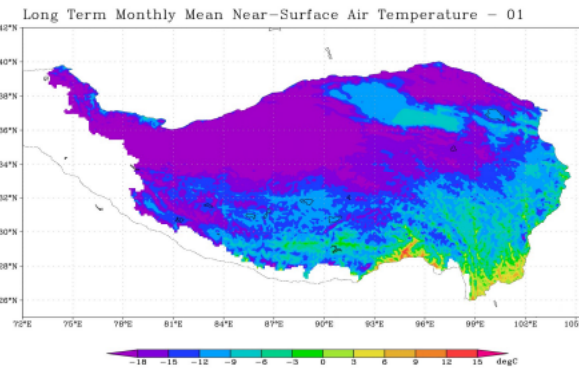 Long Term Monthly Mean Near-Surface Air Temperature - 01
42°N
40°N
38°N
36°N
34°N
32°N
30°N
28°N
26°N
72°E 75°E 78°E 81°E 84°E 87°E 90°E 93°E 96°E 99°E 102°E 105°
-18 -15 -12 -9 -6 -3 0 3 6 9 12 15 degC